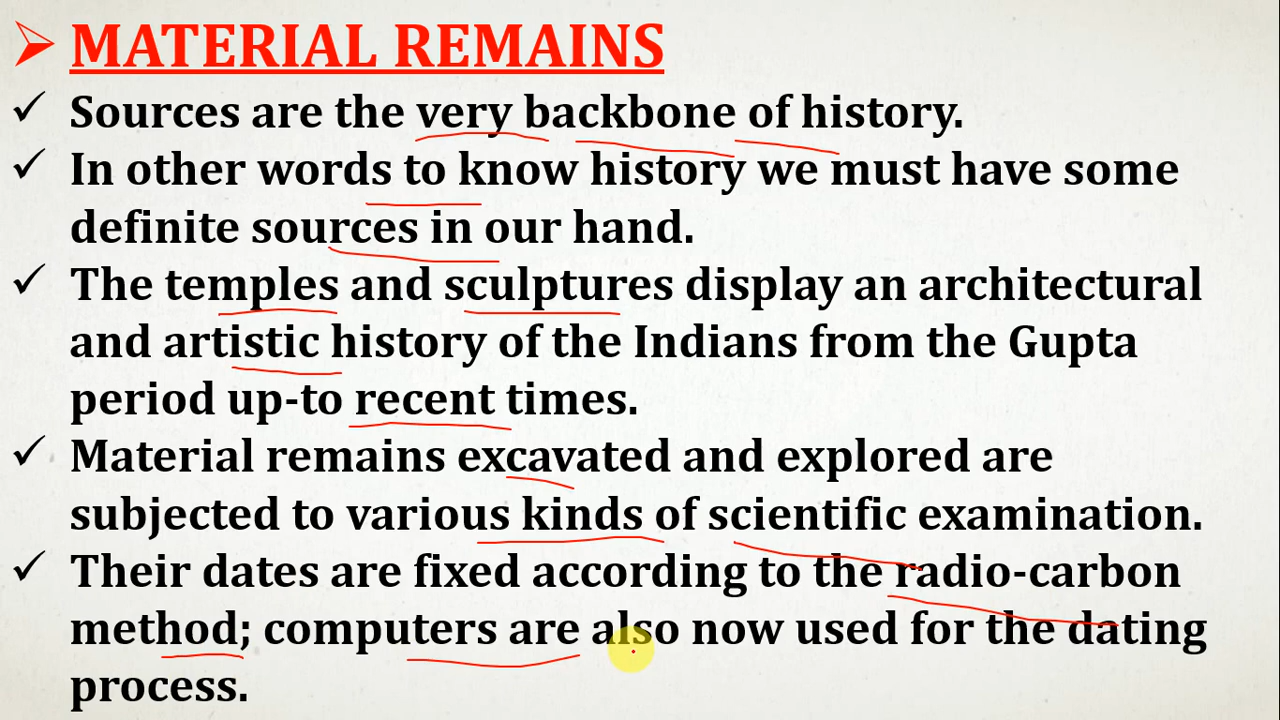 MATERIAL REMAINS
Sources are the very backbone of history.
In other words to know history we must have some
definite sources in our hand.
The temples and sculptures display an architectural
and artistic history of the Indians from the Gupta
period up-to recent times.
Material remains excavated and explored are
subjected to various kinds of scientific examination.
Their dates are fixed according to the radio-carbon
method; computers are also now used for the dating
process.